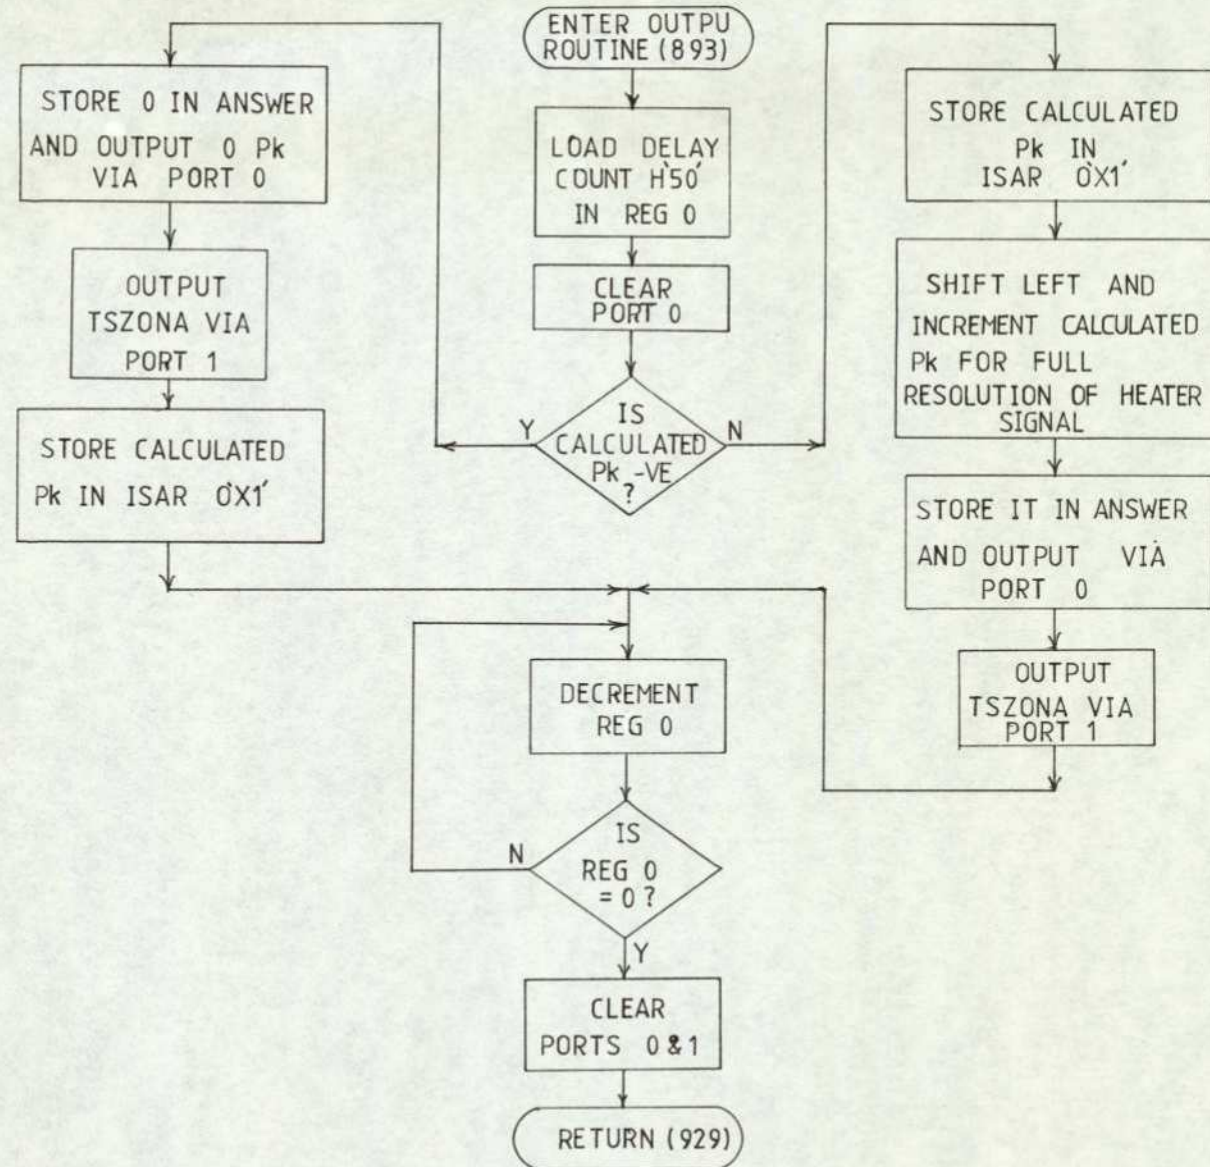 ENTER OUTPU
ROUTINE (893)
LOAD DELAY
COUNT H'50'
IN REG 0
CLEAR
PORT 0
IS
CALCULATED
Pk -VE
?
Y
N
STORE 0 IN ANSWER
AND OUTPUT 0 Pk
VIA PORT 0
OUTPUT
TSZONA VIA
PORT 1
STORE CALCULATED
Pk IN ISAR O'X1'
STORE CALCULATED
Pk IN
ISAR O'X1'
SHIFT LEFT AND
INCREMENT CALCULATED
Pk FOR FULL
RESOLUTION OF HEATER
SIGNAL
STORE IT IN ANSWER
AND OUTPUT VIA
PORT 0
OUTPUT
TSZONA VIA
PORT 1
DECREMENT
REG 0
IS
REG 0
= 0 ?
N
Y
CLEAR
PORTS 0 & 1
RETURN (929)